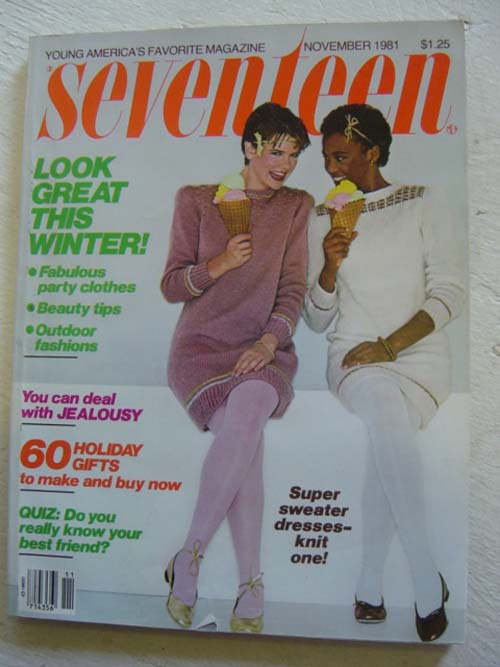 YOUNG AMERICA'S FAVORITE MAGAZINE NOVEMBER 1981 $1.25
seventeen
LOOK
GREAT
THIS
WINTER!
• Fabulous
party clothes
• Beauty tips
• Outdoor
fashions
You can deal
with JEALOUSY
60 HOLIDAY
GIFTS
to make and buy now
QUIZ: Do you
really know your
best friend?
Super
sweater
dresses–
knit
one!
11
714356